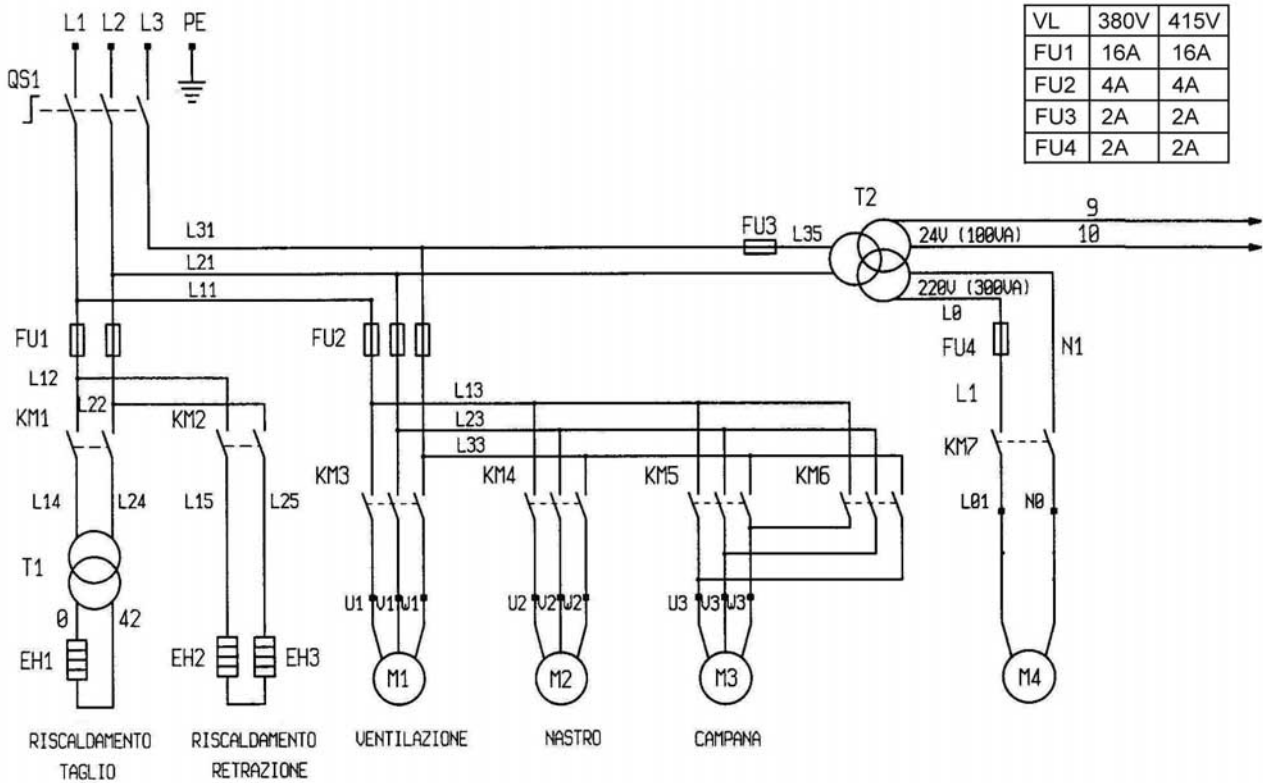 L1 L2 L3 PE
QS1
VL 380V 415V
FU1 16A 16A
FU2 4A 4A
FU3 2A 2A
FU4 2A 2A
T2
L31
FU3
L35
9
24V (100VA)
10
L21
L11
220V (300VA)
L0
FU1
FU2
FU4
N1
L12
L13
L1
KM1
L22
KM2
L23
L33
KM3
KM4
KM5
KM6
KM7
L14
L24
L15
L25
L01
N0
T1
0
42
U1 V1 W1
U2 V2 W2
U3 V3 W3
EH1
EH2
EH3
M1
M2
M3
M4
RISCALDAMENTO
TAGLIO
RISCALDAMENTO
RETRAZIONE
VENTILAZIONE
NASTRO
CAMPANA